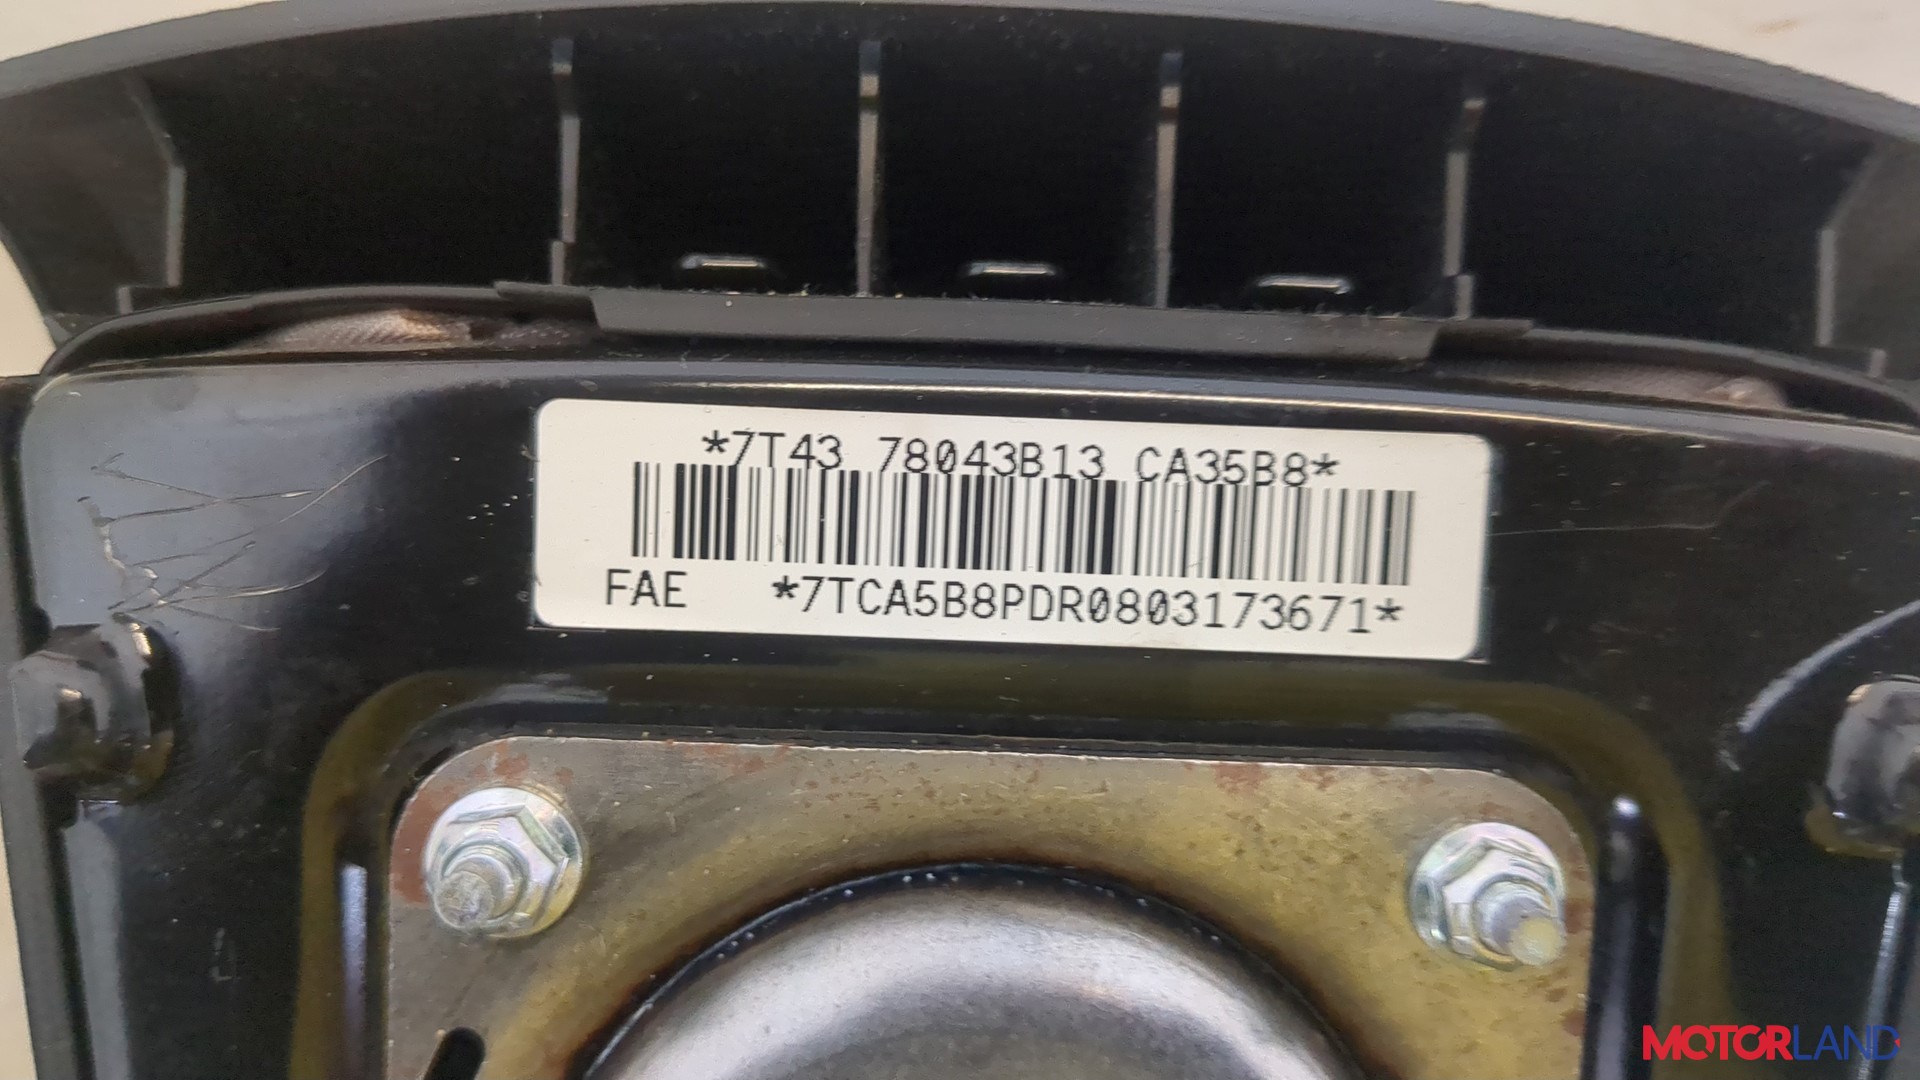 *7T43 78043B13 CA35B8*
FAE *7TCA5B8PDR0803173671*
MOTORLAND